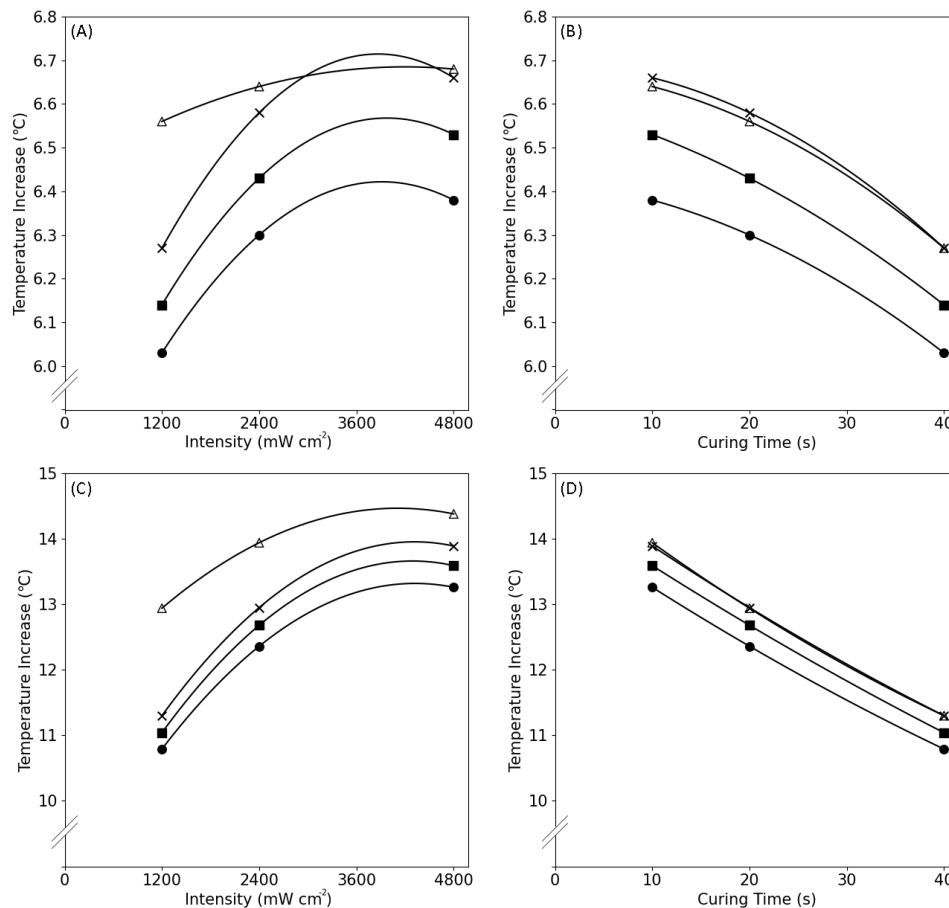 (A)
Temperature Increase (°C)
6.8
6.7
6.6
6.5
6.4
6.3
6.2
6.1
6.0
0 1200 2400 3600 4800
Intensity (mW cm⁻²)
(B)
Temperature Increase (°C)
6.8
6.7
6.6
6.5
6.4
6.3
6.2
6.1
6.0
0 10 20 30 40
Curing Time (s)
(C)
Temperature Increase (°C)
15
14
13
12
11
10
0 1200 2400 3600 4800
Intensity (mW cm⁻²)
(D)
Temperature Increase (°C)
15
14
13
12
11
10
0 10 20 30 40
Curing Time (s)